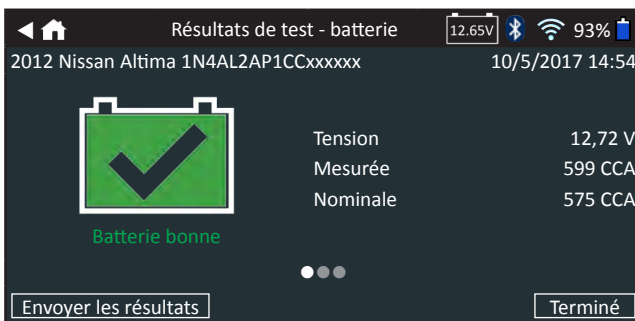 Résultats de test - batterie 12.65V 93%
2012 Nissan Altima 1N4AL2AP1CCxxxxxx 10/5/2017 14:54
Tension 12,72 V
Mesurée 599 CCA
Nominale 575 CCA
Batterie bonne
Envoyer les résultats Terminé